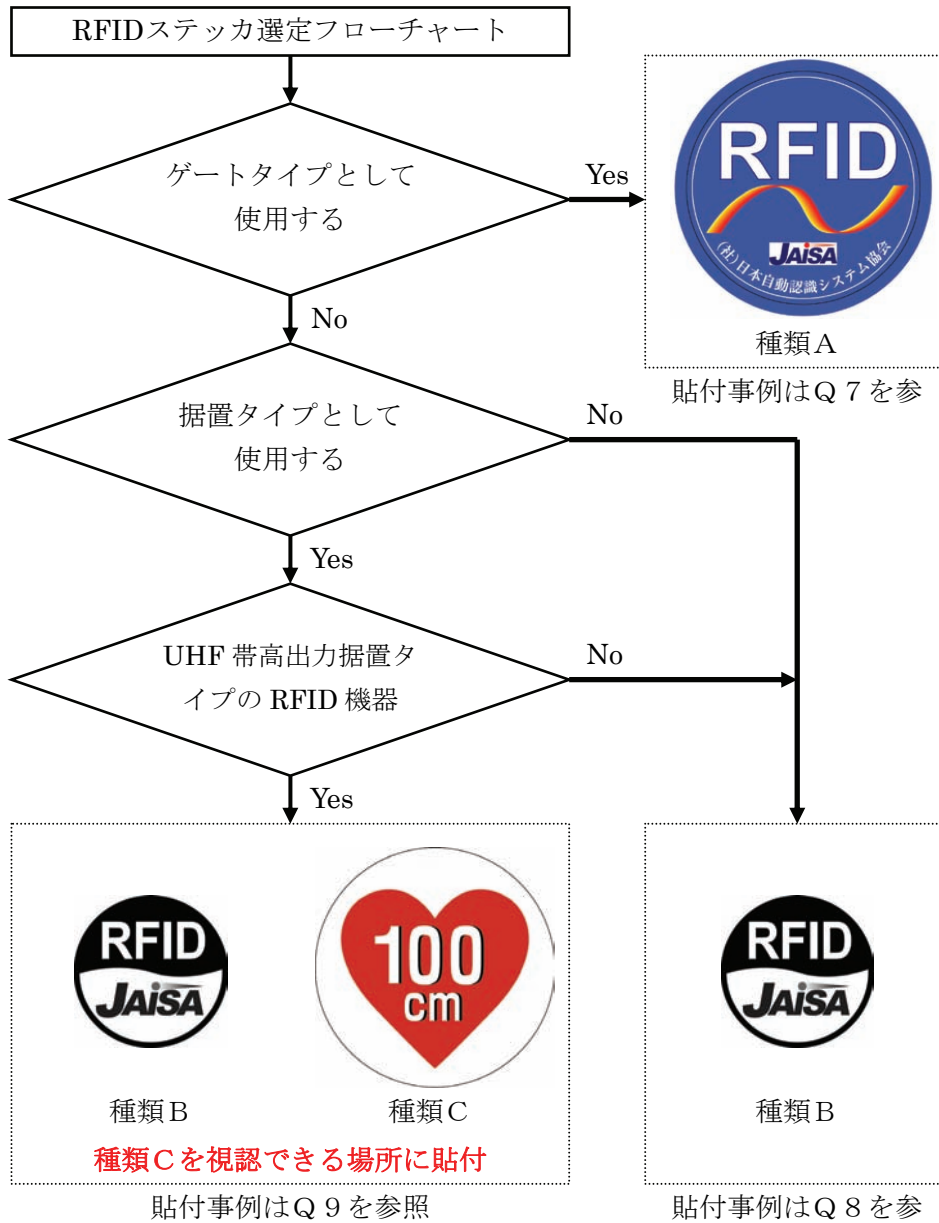 RFIDステッカ選定フローチャート
ゲートタイプとして
使用する
Yes
RFID
JAiSA
(社)日本自動認識システム協会
種類A
貼付事例はQ7を参
No
据置タイプとして
使用する
No
Yes
UHF帯高出力据置タ
イプのRFID機器
No
Yes
RFID
JAiSA
種類B
100
cm
種類C
種類Cを視認できる場所に貼付
貼付事例はQ9を参照
RFID
JAiSA
種類B
貼付事例はQ8を参